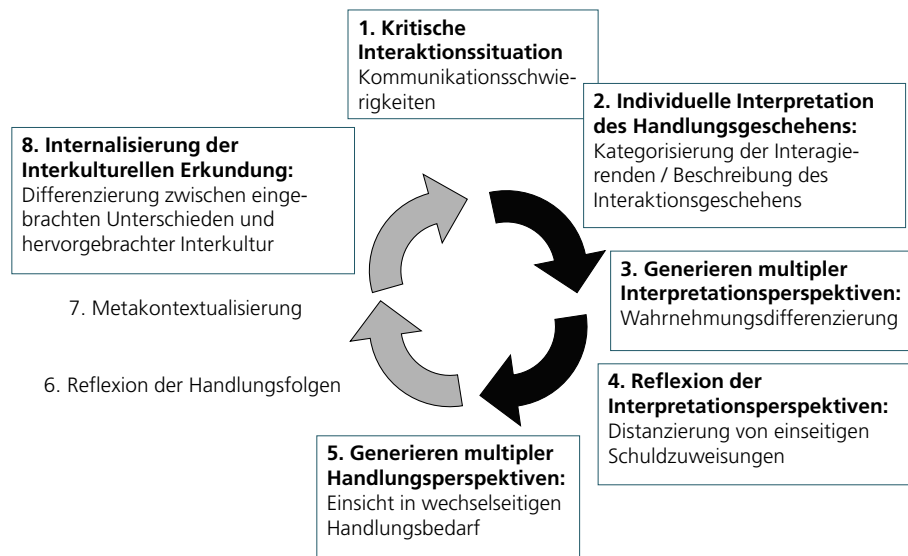 1. Kritische
Interaktionssituation
Kommunikationsschwie-
rigkeiten
2. Individuelle Interpretation
des Handlungsgeschehens:
Kategorisierung der Interagie-
renden / Beschreibung des
Interaktionsgeschehens
3. Generieren multipler
Interpretationsperspektiven:
Wahrnehmungsdifferenzierung
4. Reflexion der
Interpretationsperspektiven:
Distanzierung von einseitigen
Schuldzuweisungen
5. Generieren multipler
Handlungsperspektiven:
Einsicht in wechselseitigen
Handlungsbedarf
6. Reflexion der Handlungsfolgen
7. Metakontextualisierung
8. Internalisierung der
Interkulturellen Erkundung:
Differenzierung zwischen einge-
brachten Unterschieden und
hervorgebrachter Interkultur